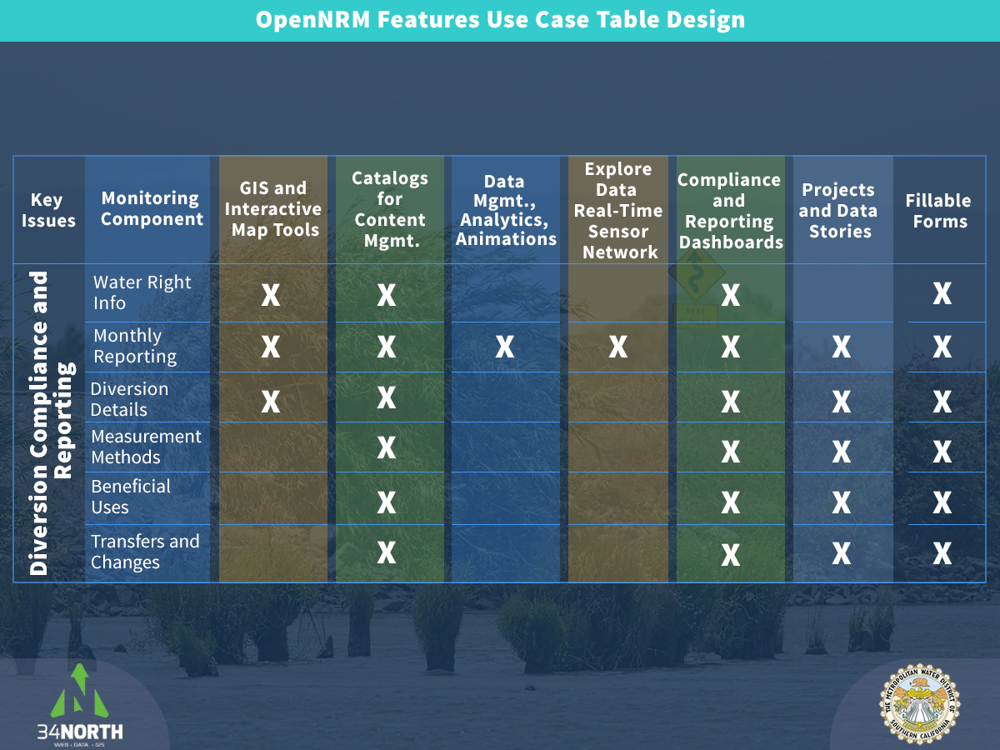 OpenNRM Features Use Case Table Design
Key
Issues
Monitoring
Component
GIS and
Interactive
Map Tools
Catalogs
for
Content
Mgmt.
Data
Mgmt.,
Analytics,
Animations
Explore
Data
Real-Time
Sensor
Network
Compliance
and
Reporting
Dashboards
Projects
and Data
Stories
Fillable
Forms
Diversion Compliance and
Reporting
Water Right
Info
X X X X
Monthly
Reporting
X X X X X X X
Diversion
Details
X X X X X
Measurement
Methods
X X X X
Beneficial
Uses
X X X X
Transfers and
Changes
X X X X
NEXT
34NORTH
WEB • DATA • GIS
THE METROPOLITAN WATER DISTRICT OF
SOUTHERN CALIFORNIA